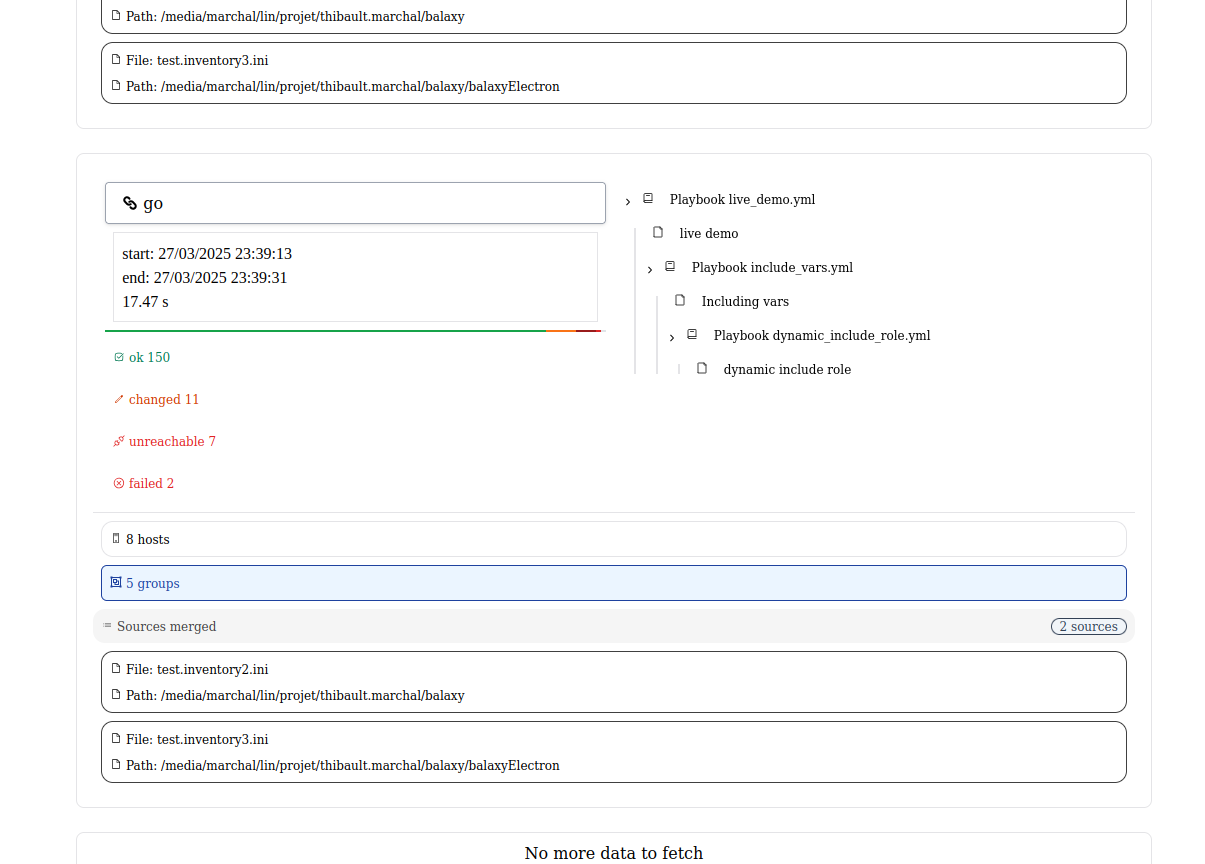 Path: /media/marchal/lin/projet/thibault.marchal/balaxy
File: test.inventory3.ini
Path: /media/marchal/lin/projet/thibault.marchal/balaxy/balaxyElectron
go
start: 27/03/2025 23:39:13
end: 27/03/2025 23:39:31
17.47 s
ok 150
changed 11
unreachable 7
failed 2
Playbook live_demo.yml
live demo
Playbook include_vars.yml
Including vars
Playbook dynamic_include_role.yml
dynamic include role
8 hosts
5 groups
Sources merged
2 sources
File: test.inventory2.ini
Path: /media/marchal/lin/projet/thibault.marchal/balaxy
File: test.inventory3.ini
Path: /media/marchal/lin/projet/thibault.marchal/balaxy/balaxyElectron
No more data to fetch